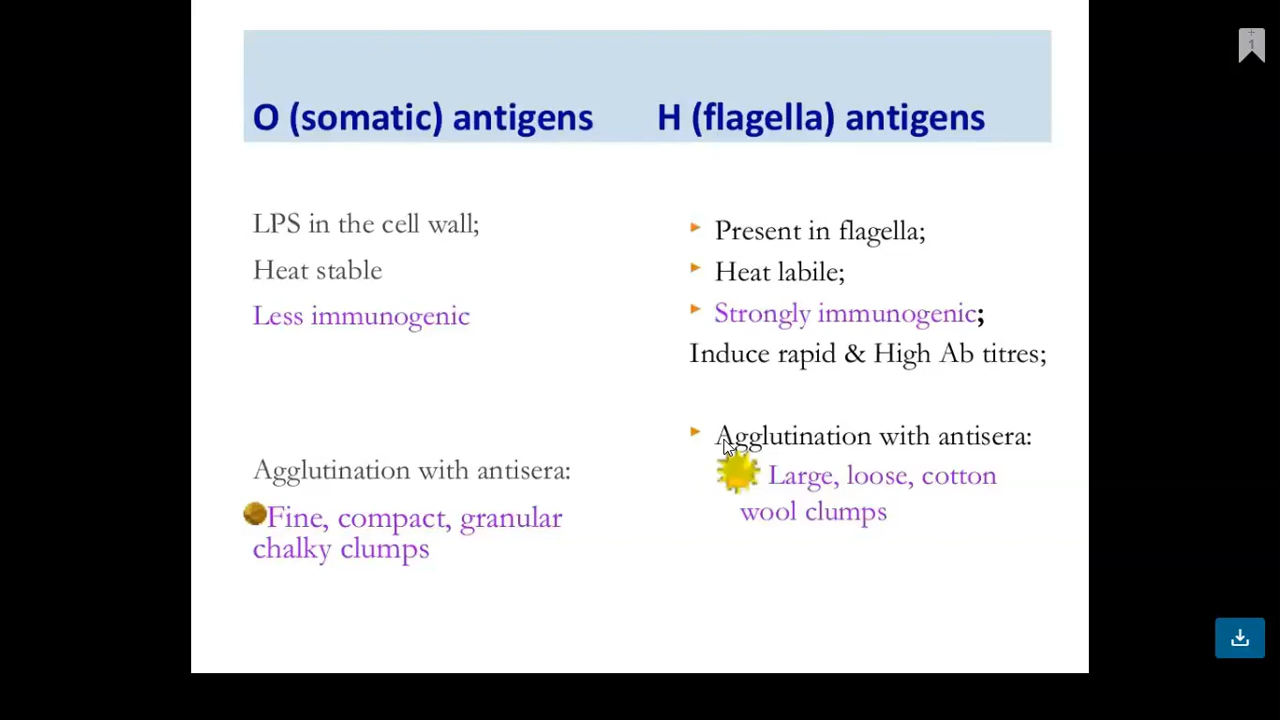 O (somatic) antigens
H (flagella) antigens
LPS in the cell wall;
Heat stable
Less immunogenic
Agglutination with antisera:
Fine, compact, granular
chalky clumps
Present in flagella;
Heat labile;
Strongly immunogenic;
Induce rapid & High Ab titres;
Agglutination with antisera:
Large, loose, cotton
wool clumps
1